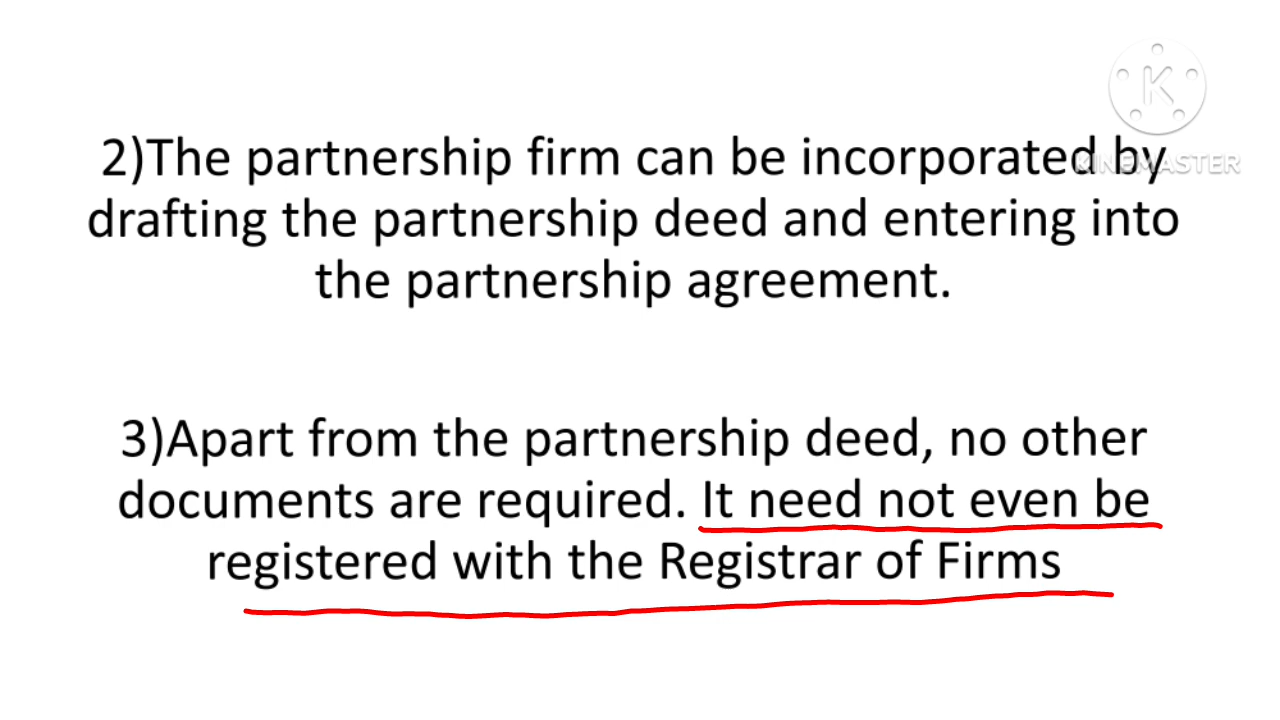 2)The partnership firm can be incorporated by
drafting the partnership deed and entering into
the partnership agreement.
3)Apart from the partnership deed, no other
documents are required. It need not even be
registered with the Registrar of Firms
K
KINEMASTER